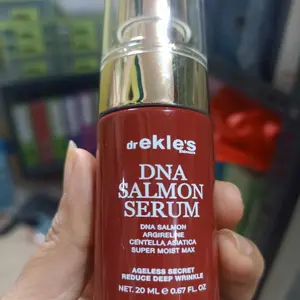 dr ekle's
DNA
SALMON
SERUM
DNA SALMON
ARGIRELINE
CENTELLA ASIATICA
SUPER MOIST MAX
AGELESS SECRET
REDUCE DEEP WRINKLE
NET. 20 ML e 0.67 FL. OZ